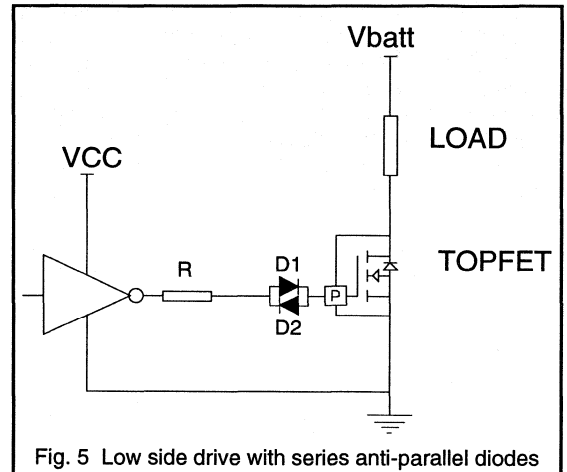 Vbatt
LOAD
VCC
R
D1
P
TOPFET
D2
Fig. 5 Low side drive with series anti-parallel diodes